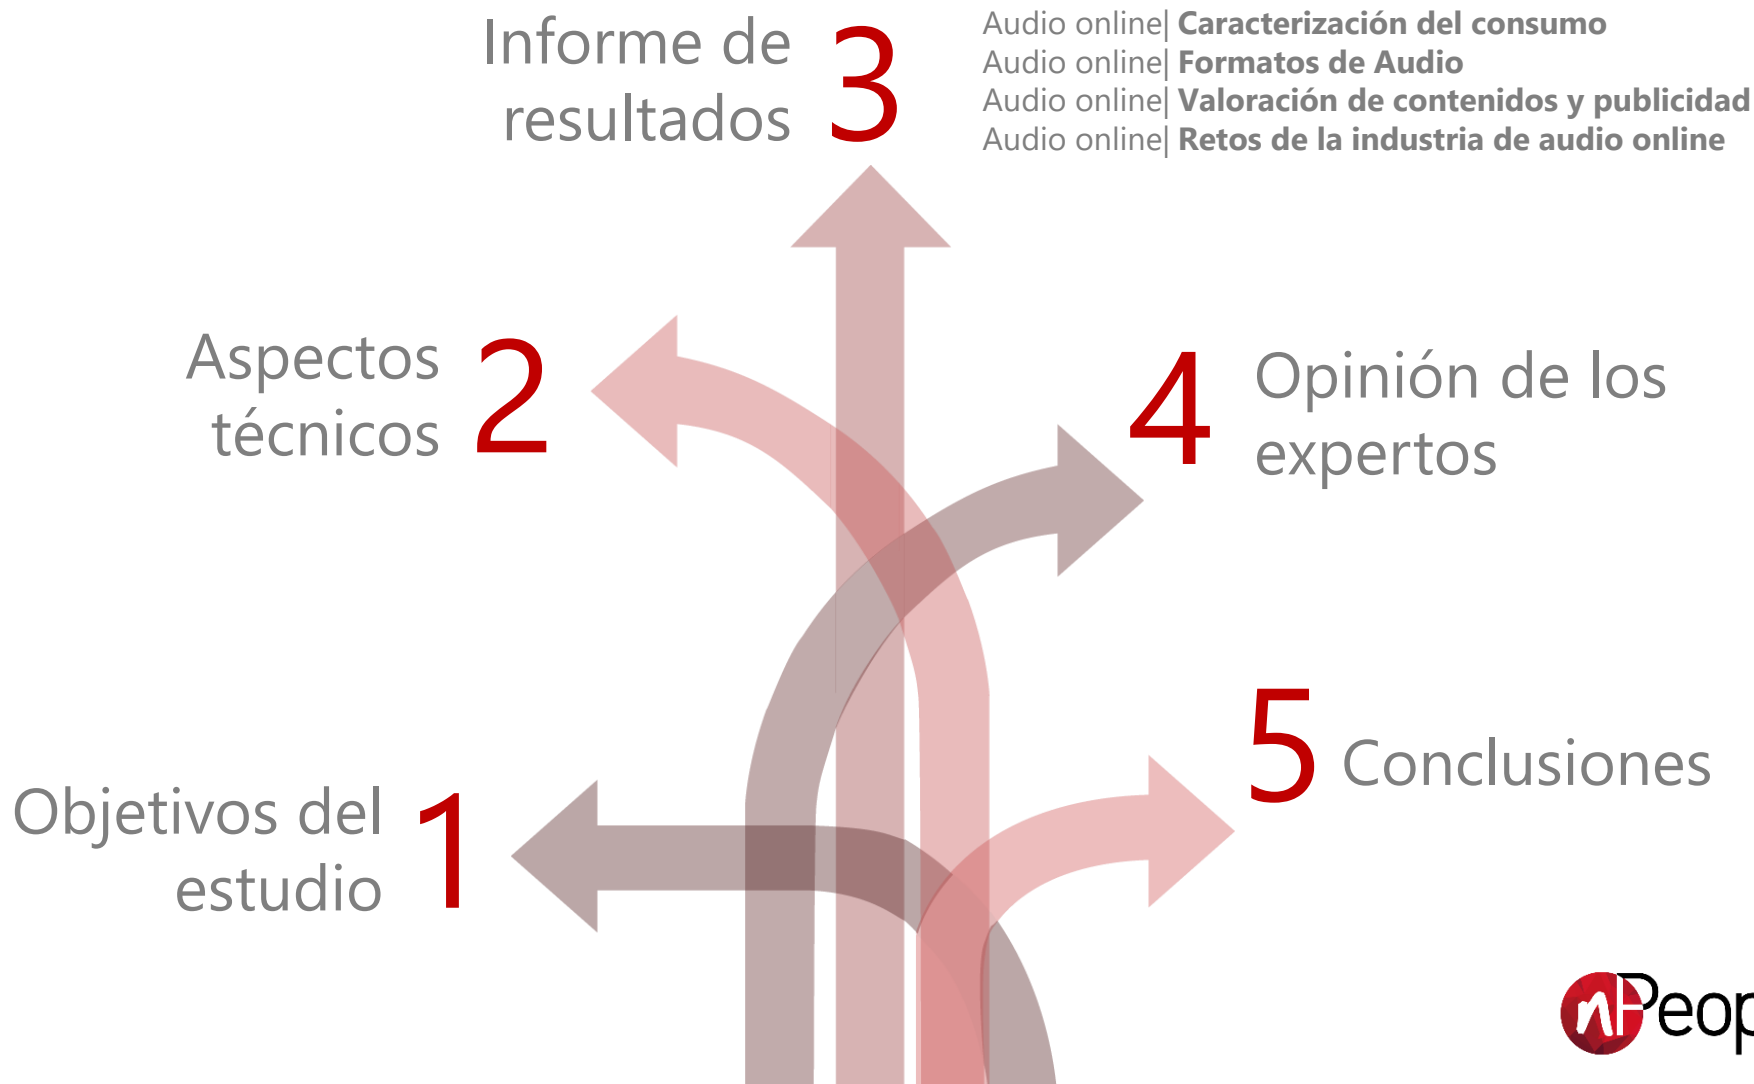 Informe de
resultados
3
Audio online| Caracterización del consumo
Audio online| Formatos de Audio
Audio online| Valoración de contenidos y publicidad
Audio online| Retos de la industria de audio online
Aspectos
técnicos
2
4
Opinión de los
expertos
5
Conclusiones
Objetivos del
estudio
1